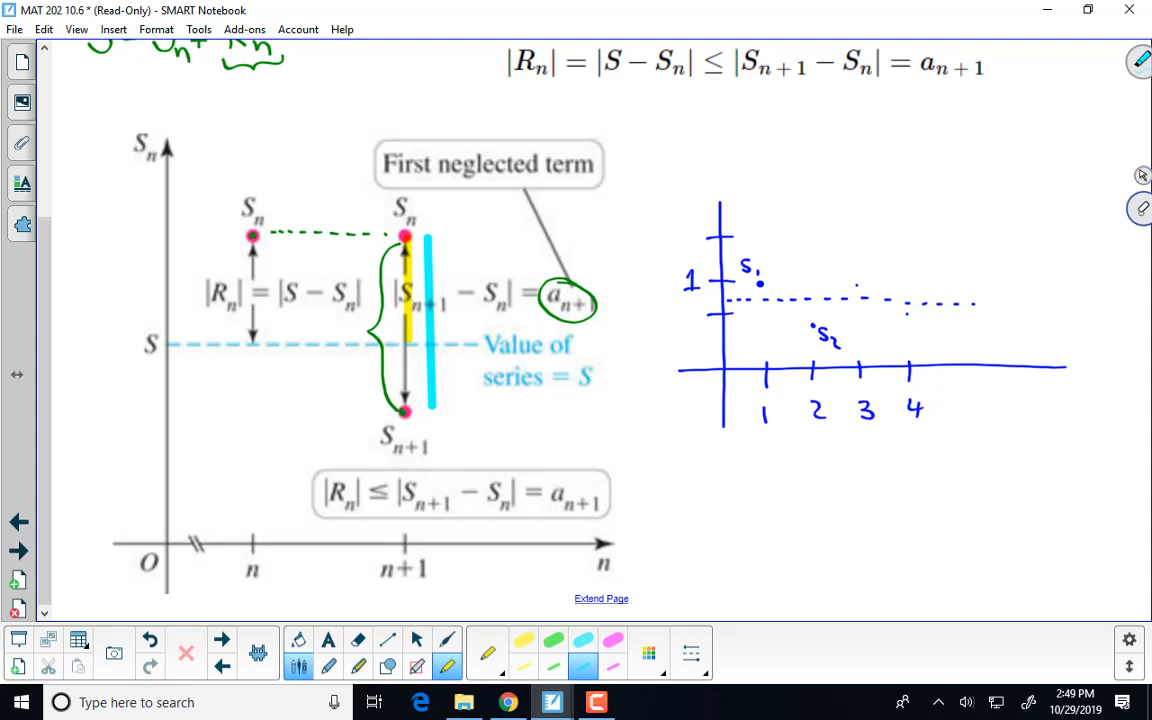 MAT 202 10.6 * (Read-Only) - SMART Notebook
File Edit View Insert Format Tools Add-ons Account Help
|Rn| = |S − Sn| ≤ |Sn+1 − Sn| = an+1
Sn
First neglected term
Sn Sn
|Rn| = |S − Sn| |Sn+1 − Sn| = an+1
S
Value of
series = S
Sn+1
|Rn| ≤ |Sn+1 − Sn| = an+1
O n n+1 n
S1
1
S2
1 2 3 4
Extend Page
Type here to search
2:49 PM
10/29/2019